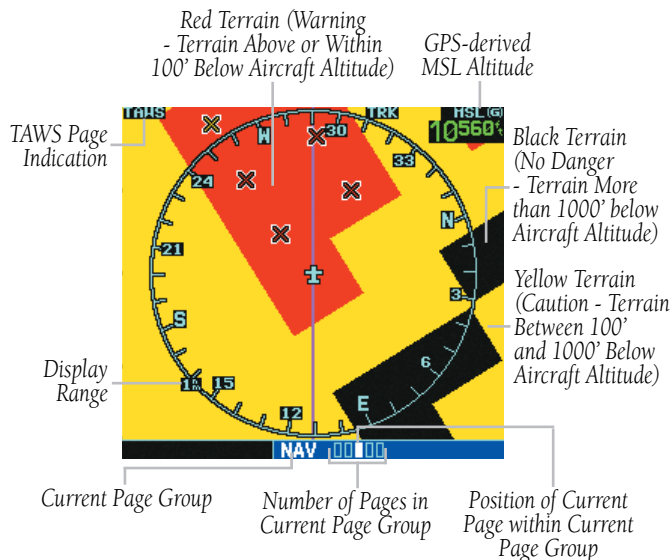 Red Terrain (Warning
- Terrain Above or Within
100' Below Aircraft Altitude)
GPS-derived
MSL Altitude
TAWS Page
Indication
TAWS
TRK
MSL(G)
10560ft
Black Terrain
(No Danger
- Terrain More
than 1000' below
Aircraft Altitude)
W
30
33
24
N
21
3
S
Yellow Terrain
(Caution - Terrain
Between 100'
and 1000' Below
Aircraft Altitude)
Display
Range
15
12
E
6
NAV
Current Page Group
Number of Pages in
Current Page Group
Position of Current
Page within Current
Page Group